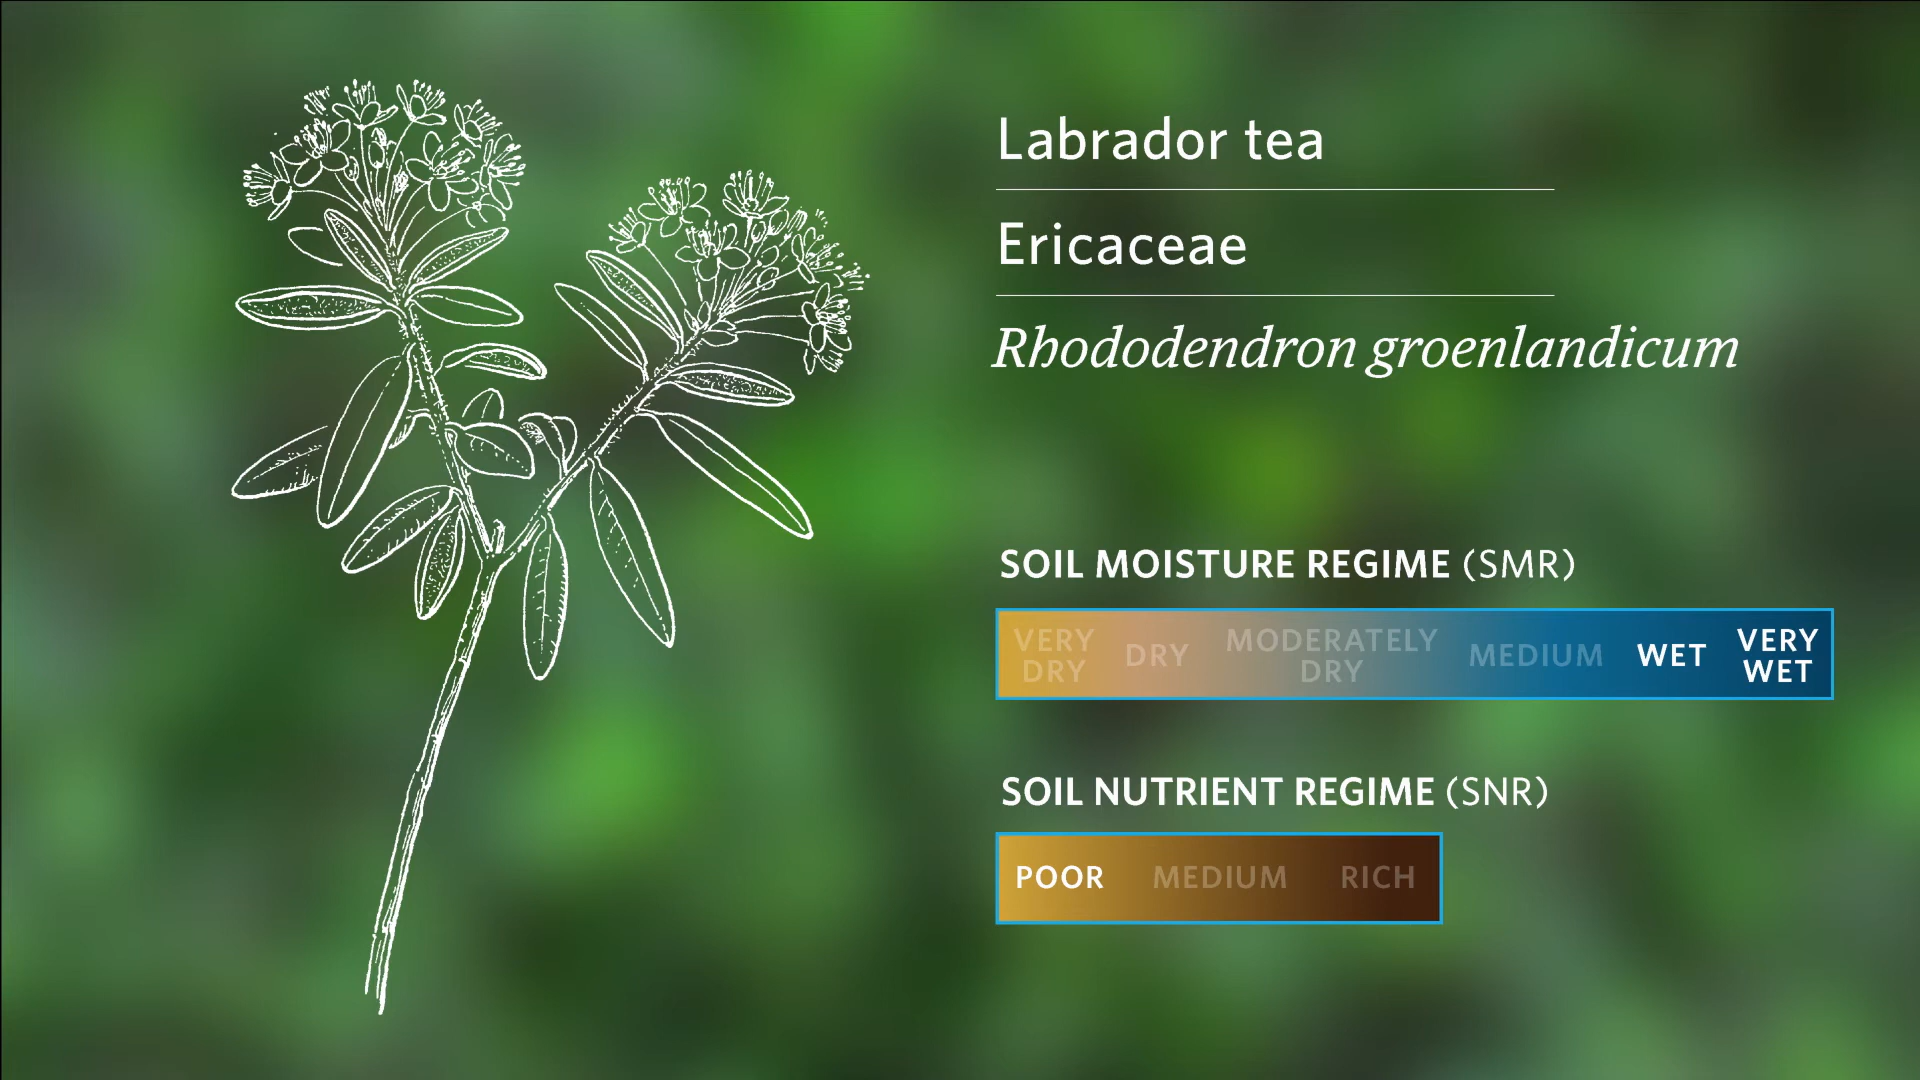 Labrador tea
Ericaceae
Rhododendron groenlandicum
SOIL MOISTURE REGIME (SMR)
VERY DRY DRY MODERATELY DRY MEDIUM WET VERY WET
SOIL NUTRIENT REGIME (SNR)
POOR MEDIUM RICH